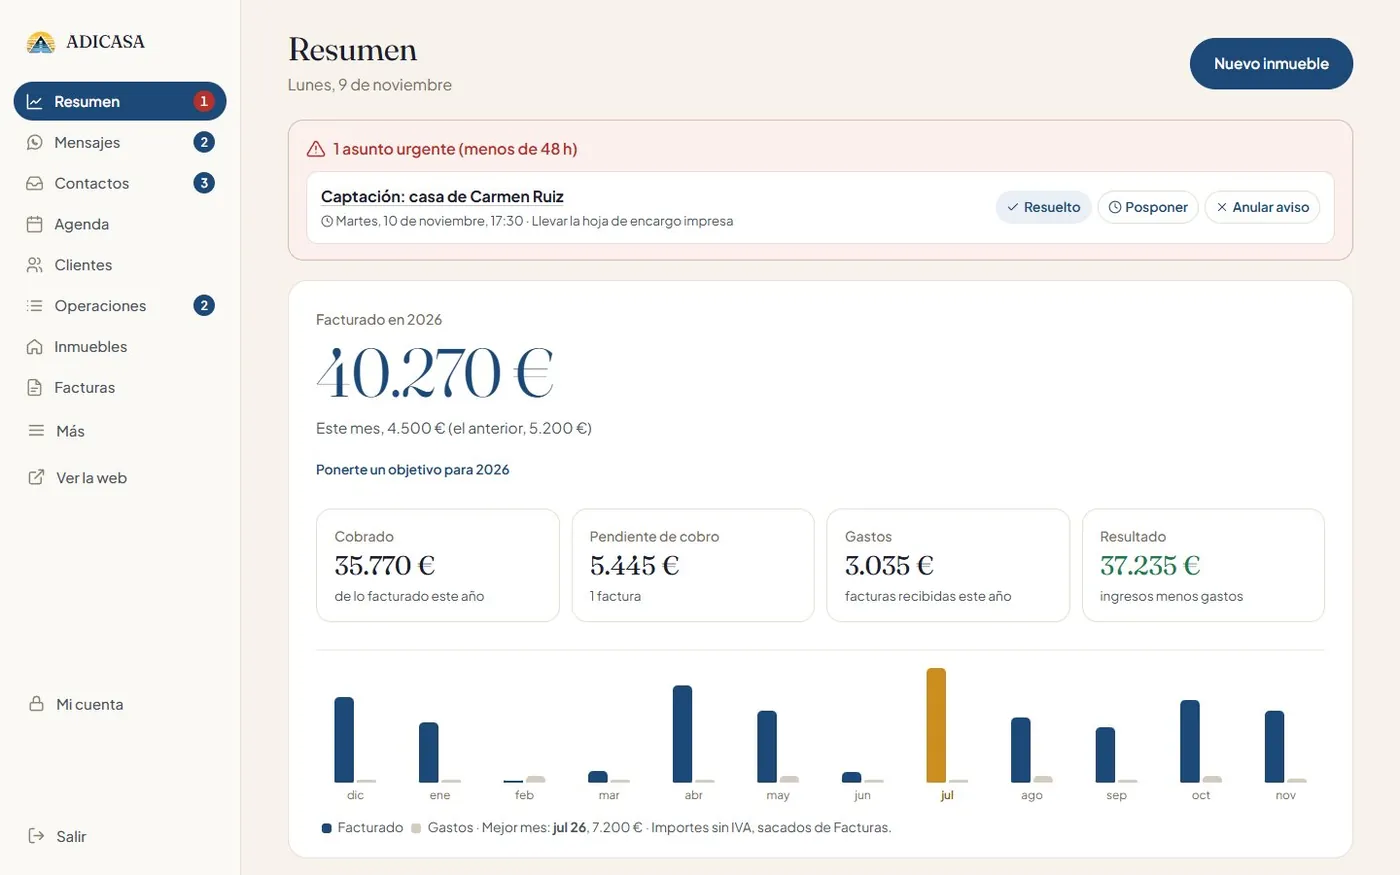 ADICASA
Resumen 1
Mensajes 2
Contactos 3
Agenda
Clientes
Operaciones 2
Inmuebles
Facturas
Más
Ver la web
Mi cuenta
Salir
Resumen
Lunes, 9 de noviembre
Nuevo inmueble
1 asunto urgente (menos de 48 h)
Captación: casa de Carmen Ruiz
Martes, 10 de noviembre, 17:30 · Llevar la hoja de encargo impresa
Resuelto
Posponer
Anular aviso
Facturado en 2026
40.270 €
Este mes, 4.500 € (el anterior, 5.200 €)
Ponerte un objetivo para 2026
Cobrado
35.770 €
de lo facturado este año
Pendiente de cobro
5.445 €
1 factura
Gastos
3.035 €
facturas recibidas este año
Resultado
37.235 €
ingresos menos gastos
dic ene feb mar abr may jun jul ago sep oct nov
Facturado Gastos · Mejor mes: jul 26, 7.200 € · Importes sin IVA, sacados de Facturas.